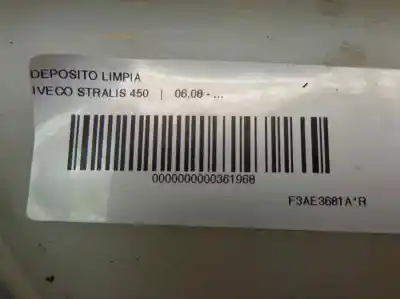 DEPOSITO LIMPIA
IVECO STRALIS 450 | 06,08 - ...
0000000000361968
F3AE3681A*R